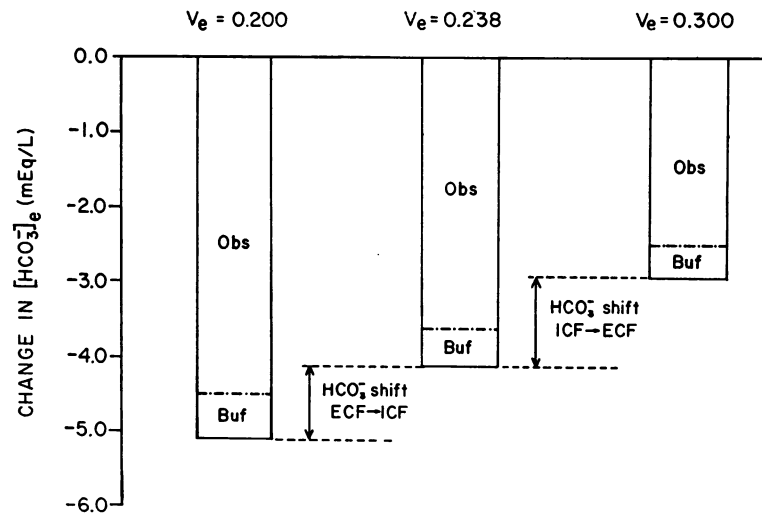 Ve = 0.200
Ve = 0.238
Ve = 0.300
CHANGE IN [HCO₃⁻]e (mEq/L)
0.0
-1.0
-2.0
-3.0
-4.0
-5.0
-6.0
Obs
Buf
HCO₃⁻ shift
ECF→ICF
Obs
Buf
HCO₃⁻ shift
ICF→ECF
Obs
Buf